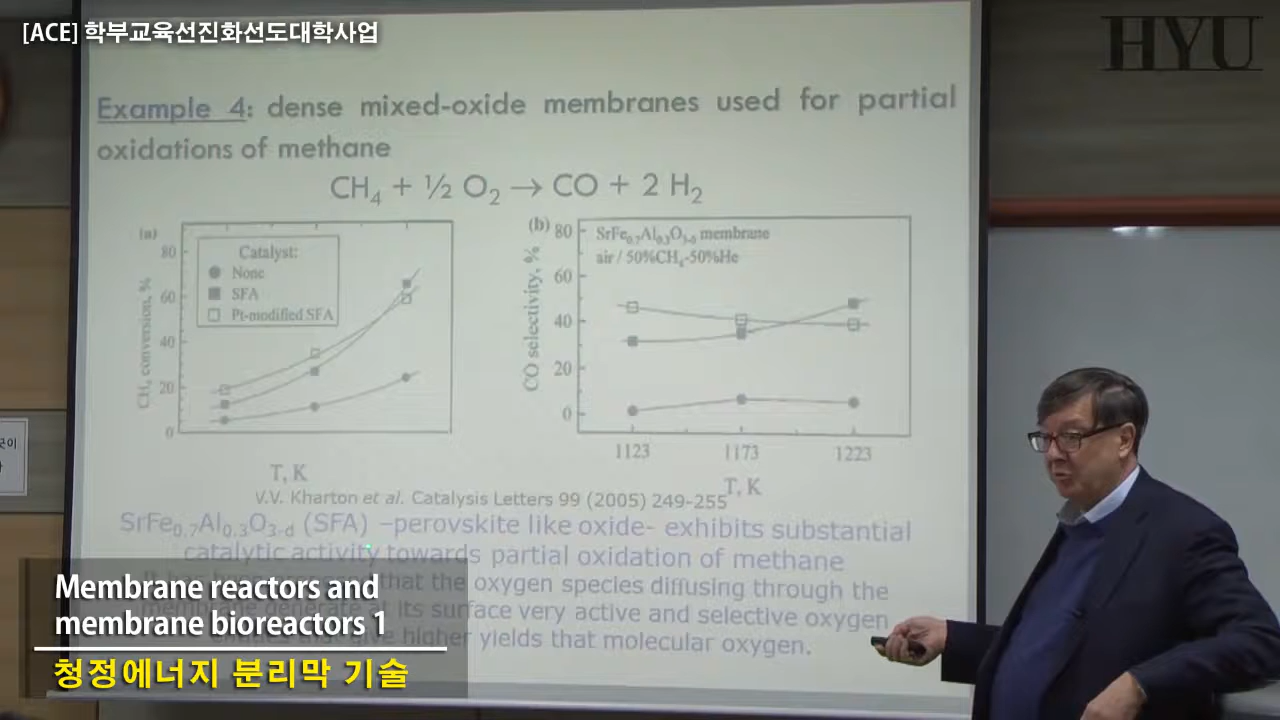 [ACE] 학부교육선진화선도대학사업
HYU
Example 4: dense mixed-oxide membranes used for partial
oxidations of methane
CH₄ + ½ O₂ → CO + 2 H₂
(a)
80
60
40
20
0
CH₄ conversion, %
Catalyst:
None
SFA
Pt-modified SFA
T, K
(b)
80
60
40
20
0
CO selectivity, %
SrFe₀.₇Al₀.₃O₃₋δ membrane
air / 50%CH₄-50%He
1123 1173 1223
T, K
V.V. Kharton et al. Catalysis Letters 99 (2005) 249-255
SrFe₀.₇Al₀.₃O₃₋d (SFA) –perovskite like oxide- exhibits substantial
catalytic activity towards partial oxidation of methane
that the oxygen species diffusing through the
membrane generate at its surface very active and selective oxygen
give higher yields that molecular oxygen.
Membrane reactors and
membrane bioreactors 1
청정에너지 분리막 기술